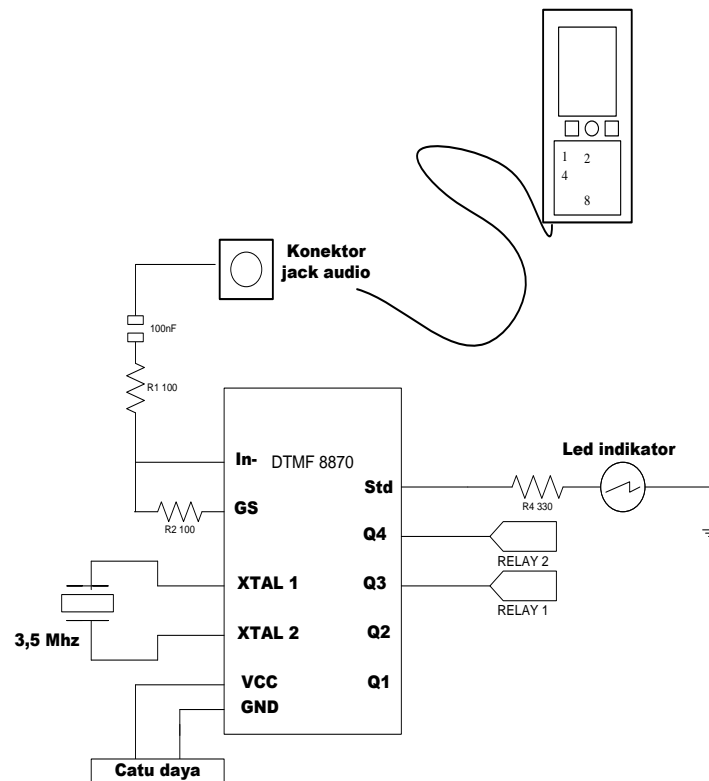 1 2
4
8
Konektor
jack audio
100nF
R1 100
In-
DTMF 8870
Led indikator
Std
R4 330
GS
R2 100
Q4
RELAY 2
XTAL 1
Q3
RELAY 1
3,5 Mhz
XTAL 2
Q2
VCC
Q1
GND
Catu daya